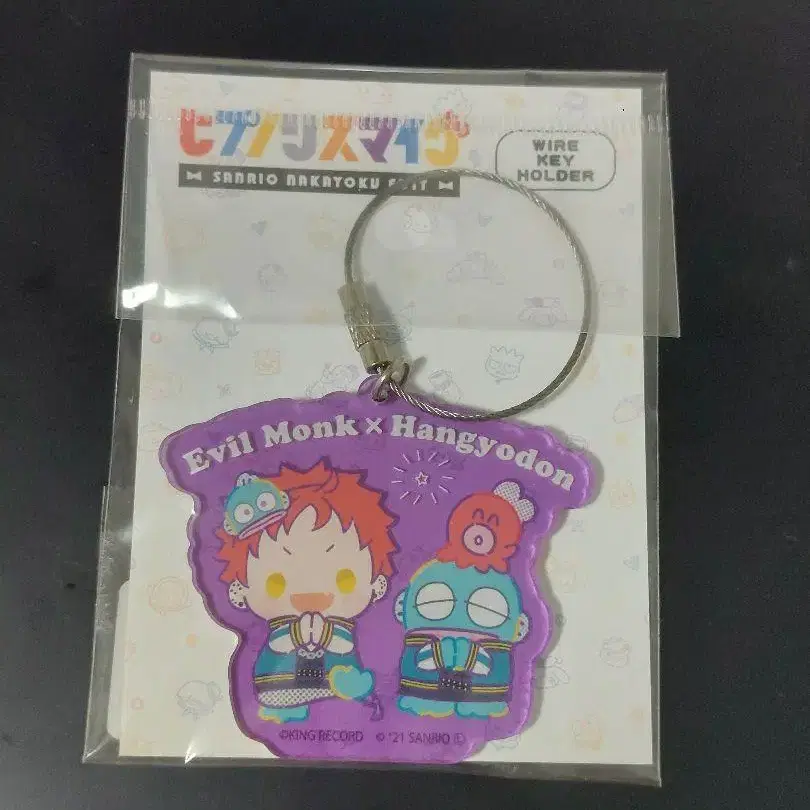 ヒプノシスマイク
SANRIO NAKAYOKU EDIT
WIRE
KEY
HOLDER
Evil Monk × Hangyodon
©KING RECORD © '21 SANRIO (E)